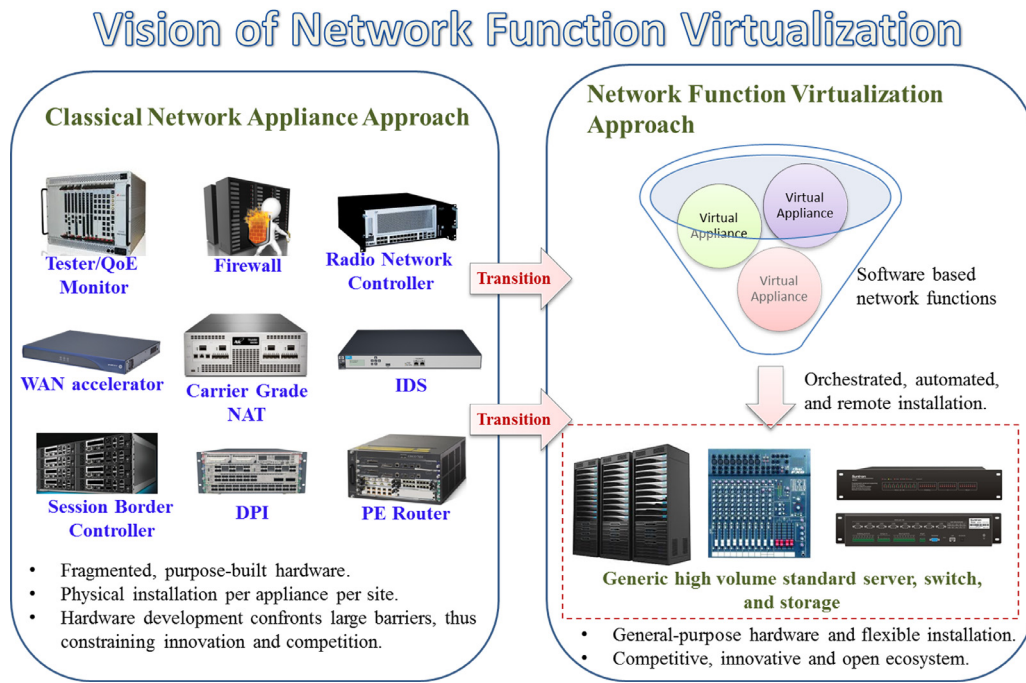 Vision of Network Function Virtualization
Classical Network Appliance Approach
Tester/QoE
Monitor
Firewall
Radio Network
Controller
WAN accelerator
Carrier Grade
NAT
IDS
Session Border
Controller
DPI
PE Router
• Fragmented, purpose-built hardware.
• Physical installation per appliance per site.
• Hardware development confronts large barriers, thus
constraining innovation and competition.
Transition
Transition
Network Function Virtualization
Approach
Virtual
Appliance
Virtual
Appliance
Virtual
Appliance
Software based
network functions
Orchestrated, automated,
and remote installation.
Generic high volume standard server, switch,
and storage
• General-purpose hardware and flexible installation.
• Competitive, innovative and open ecosystem.